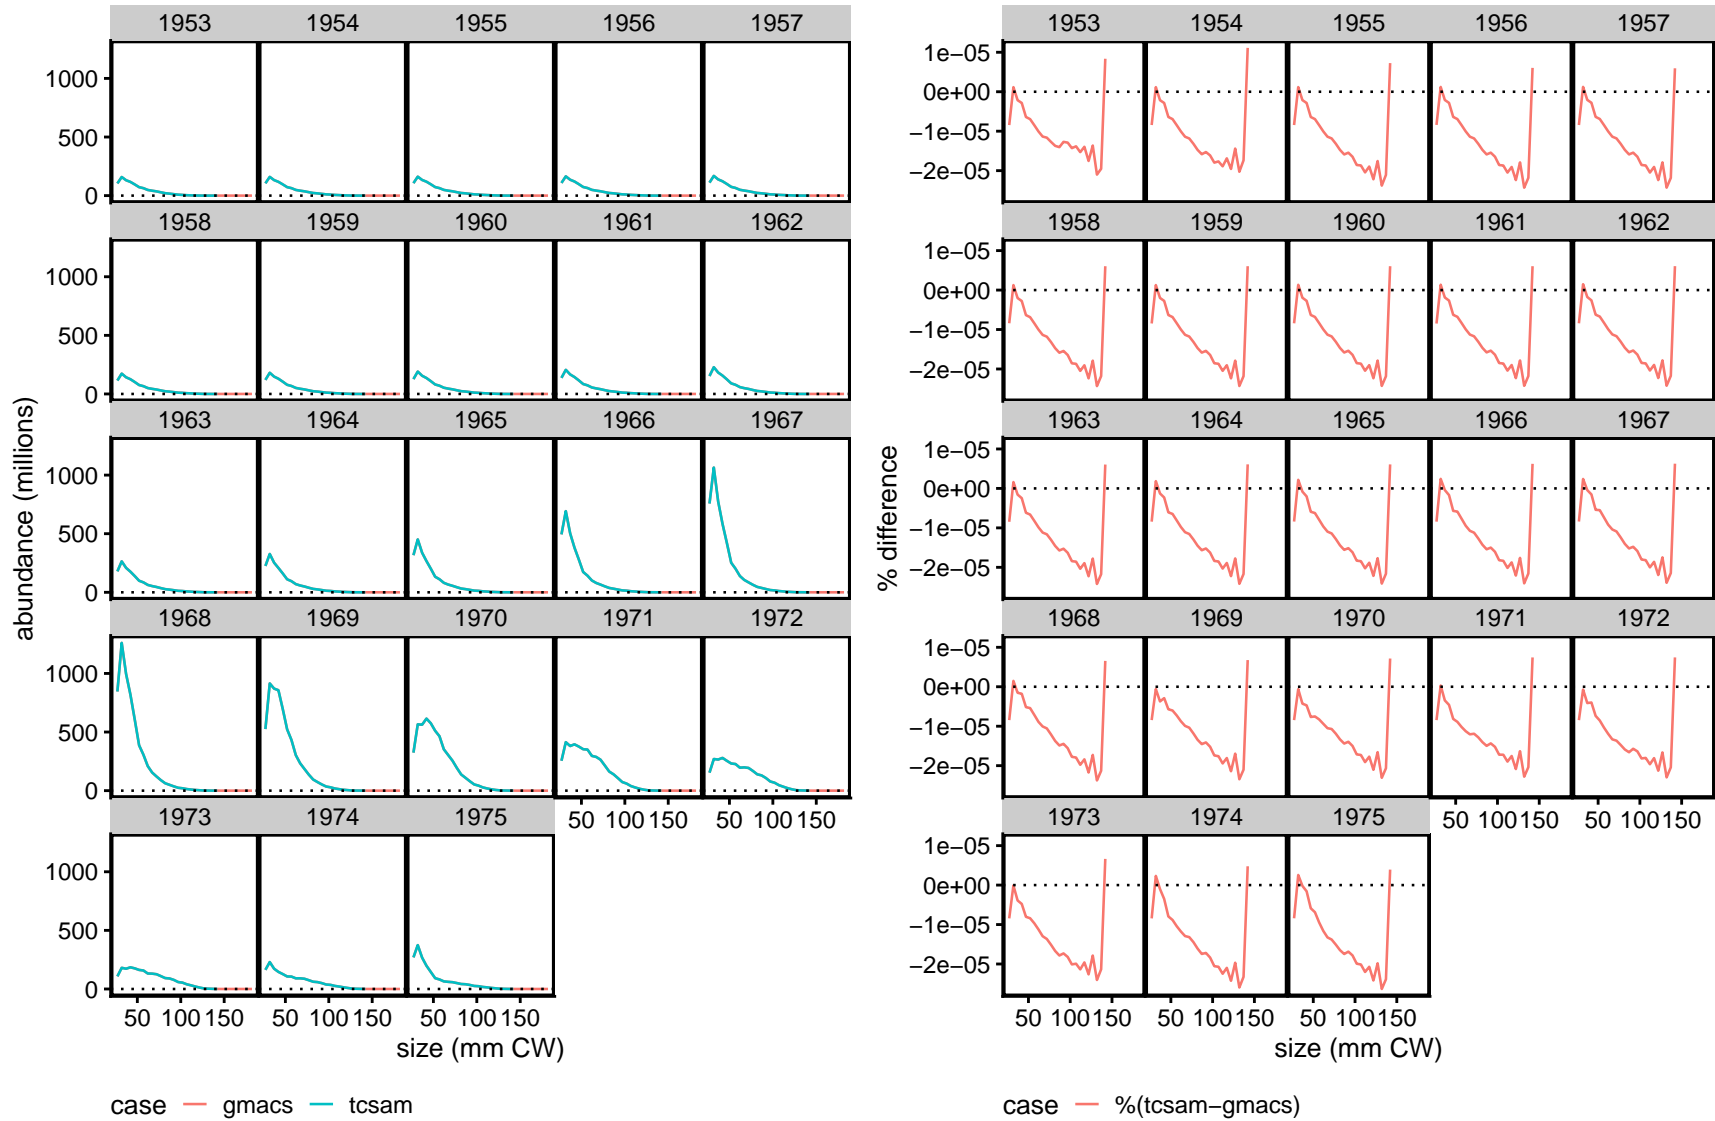 1953 1954 1955 1956 1957
1000
500
0
1958 1959 1960 1961 1962
1000
500
0
1963 1964 1965 1966 1967
1000
500
0
1968 1969 1970 1971 1972
1000
500
0
50 100 150 50 100 150
1973 1974 1975
1000
500
0
50 100 150 50 100 150 50 100 150
abundance (millions)
size (mm CW)
case gmacs tcsam
1953 1954 1955 1956 1957
1e−05
0e+00
−1e−05
−2e−05
1958 1959 1960 1961 1962
1e−05
0e+00
−1e−05
−2e−05
1963 1964 1965 1966 1967
1e−05
0e+00
−1e−05
−2e−05
1968 1969 1970 1971 1972
1e−05
0e+00
−1e−05
−2e−05
50 100 150 50 100 150
1973 1974 1975
1e−05
0e+00
−1e−05
−2e−05
50 100 150 50 100 150 50 100 150
% difference
size (mm CW)
case %(tcsam−gmacs)